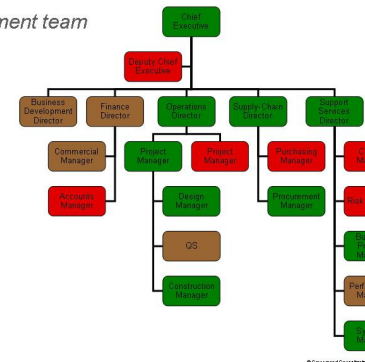 ment team
Chief
Executive
Deputy Chief
Executive
Business
Development
Director
Finance
Director
Operations
Director
Supply-Chain
Director
Support
Services
Director
Commercial
Manager
Project
Manager
Project
Manager
Purchasing
Manager
Accounts
Manager
Design
Manager
Procurement
Manager
Risk
QS
Construction
Manager